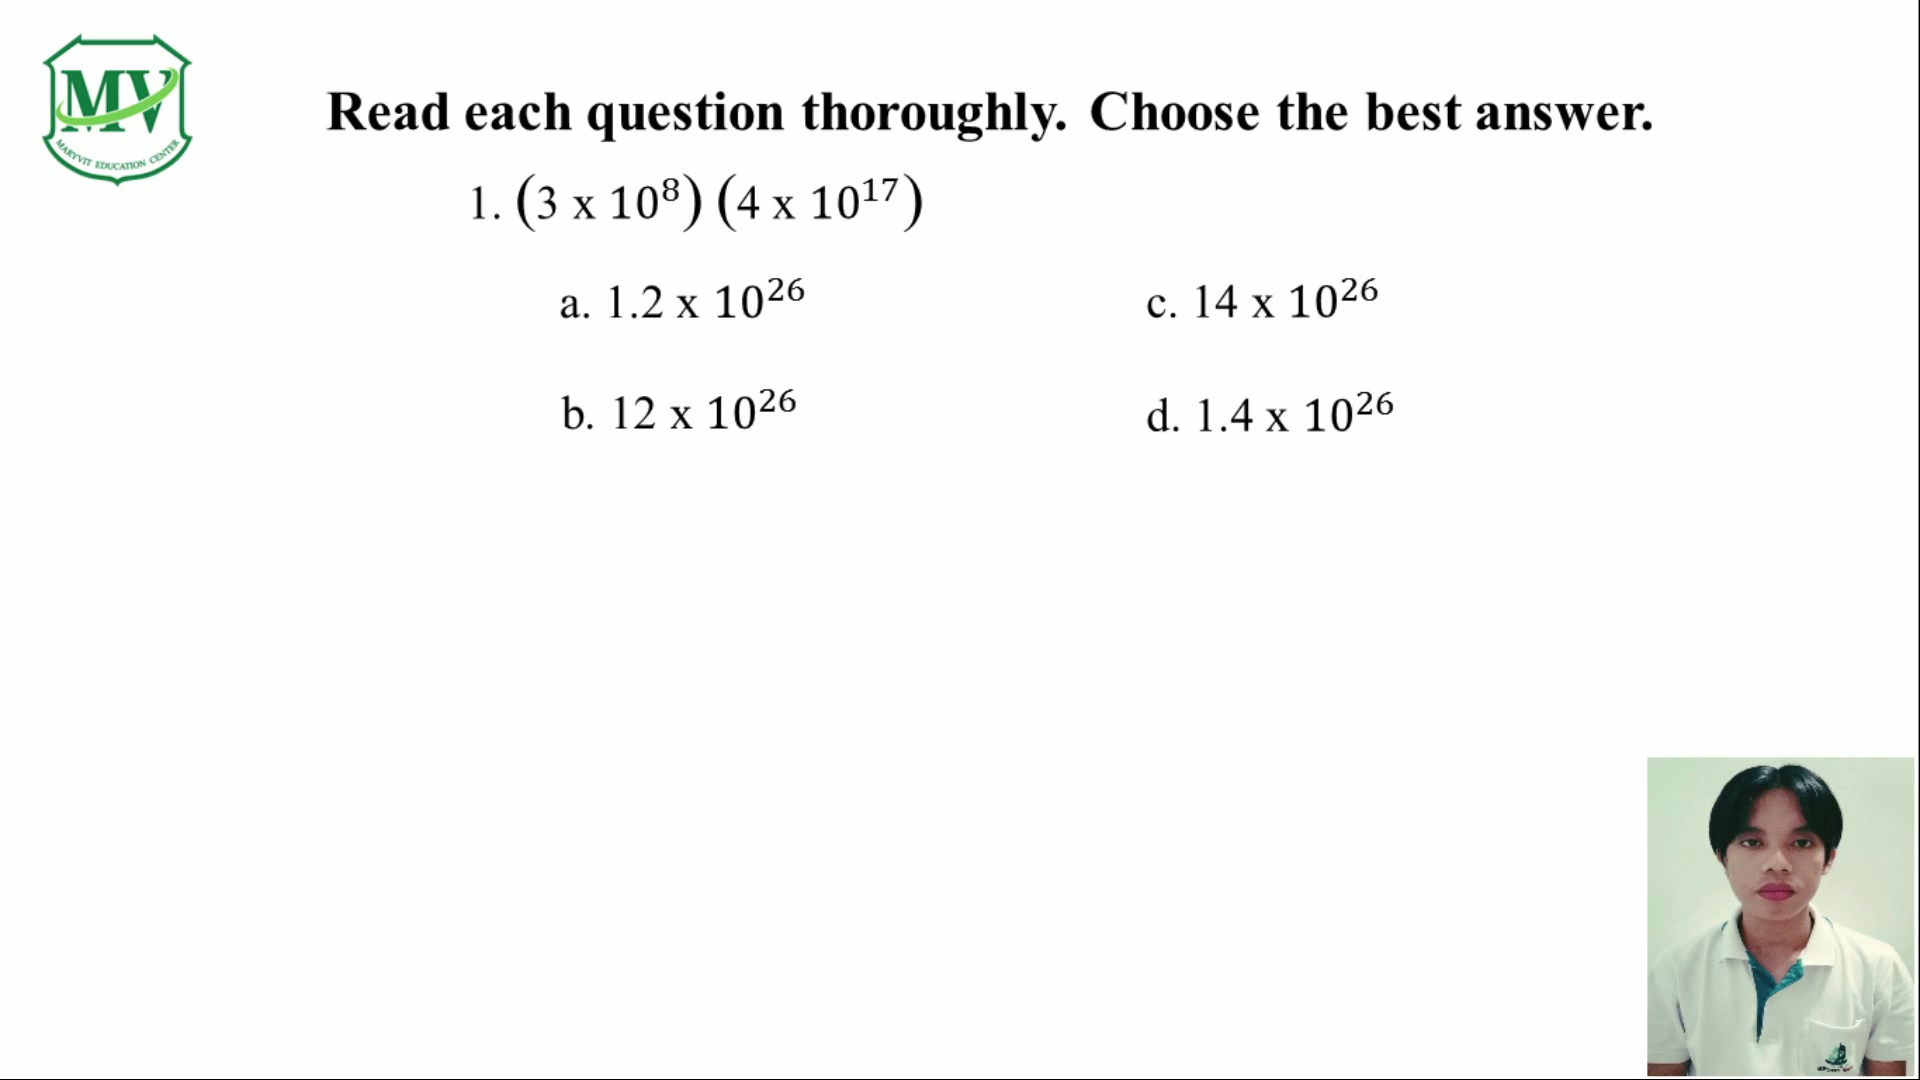 MV
MARYVIT EDUCATION CENTER
Read each question thoroughly. Choose the best answer.
1. (3 x 10⁸) (4 x 10¹⁷)
a. 1.2 x 10²⁶ c. 14 x 10²⁶
b. 12 x 10²⁶ d. 1.4 x 10²⁶